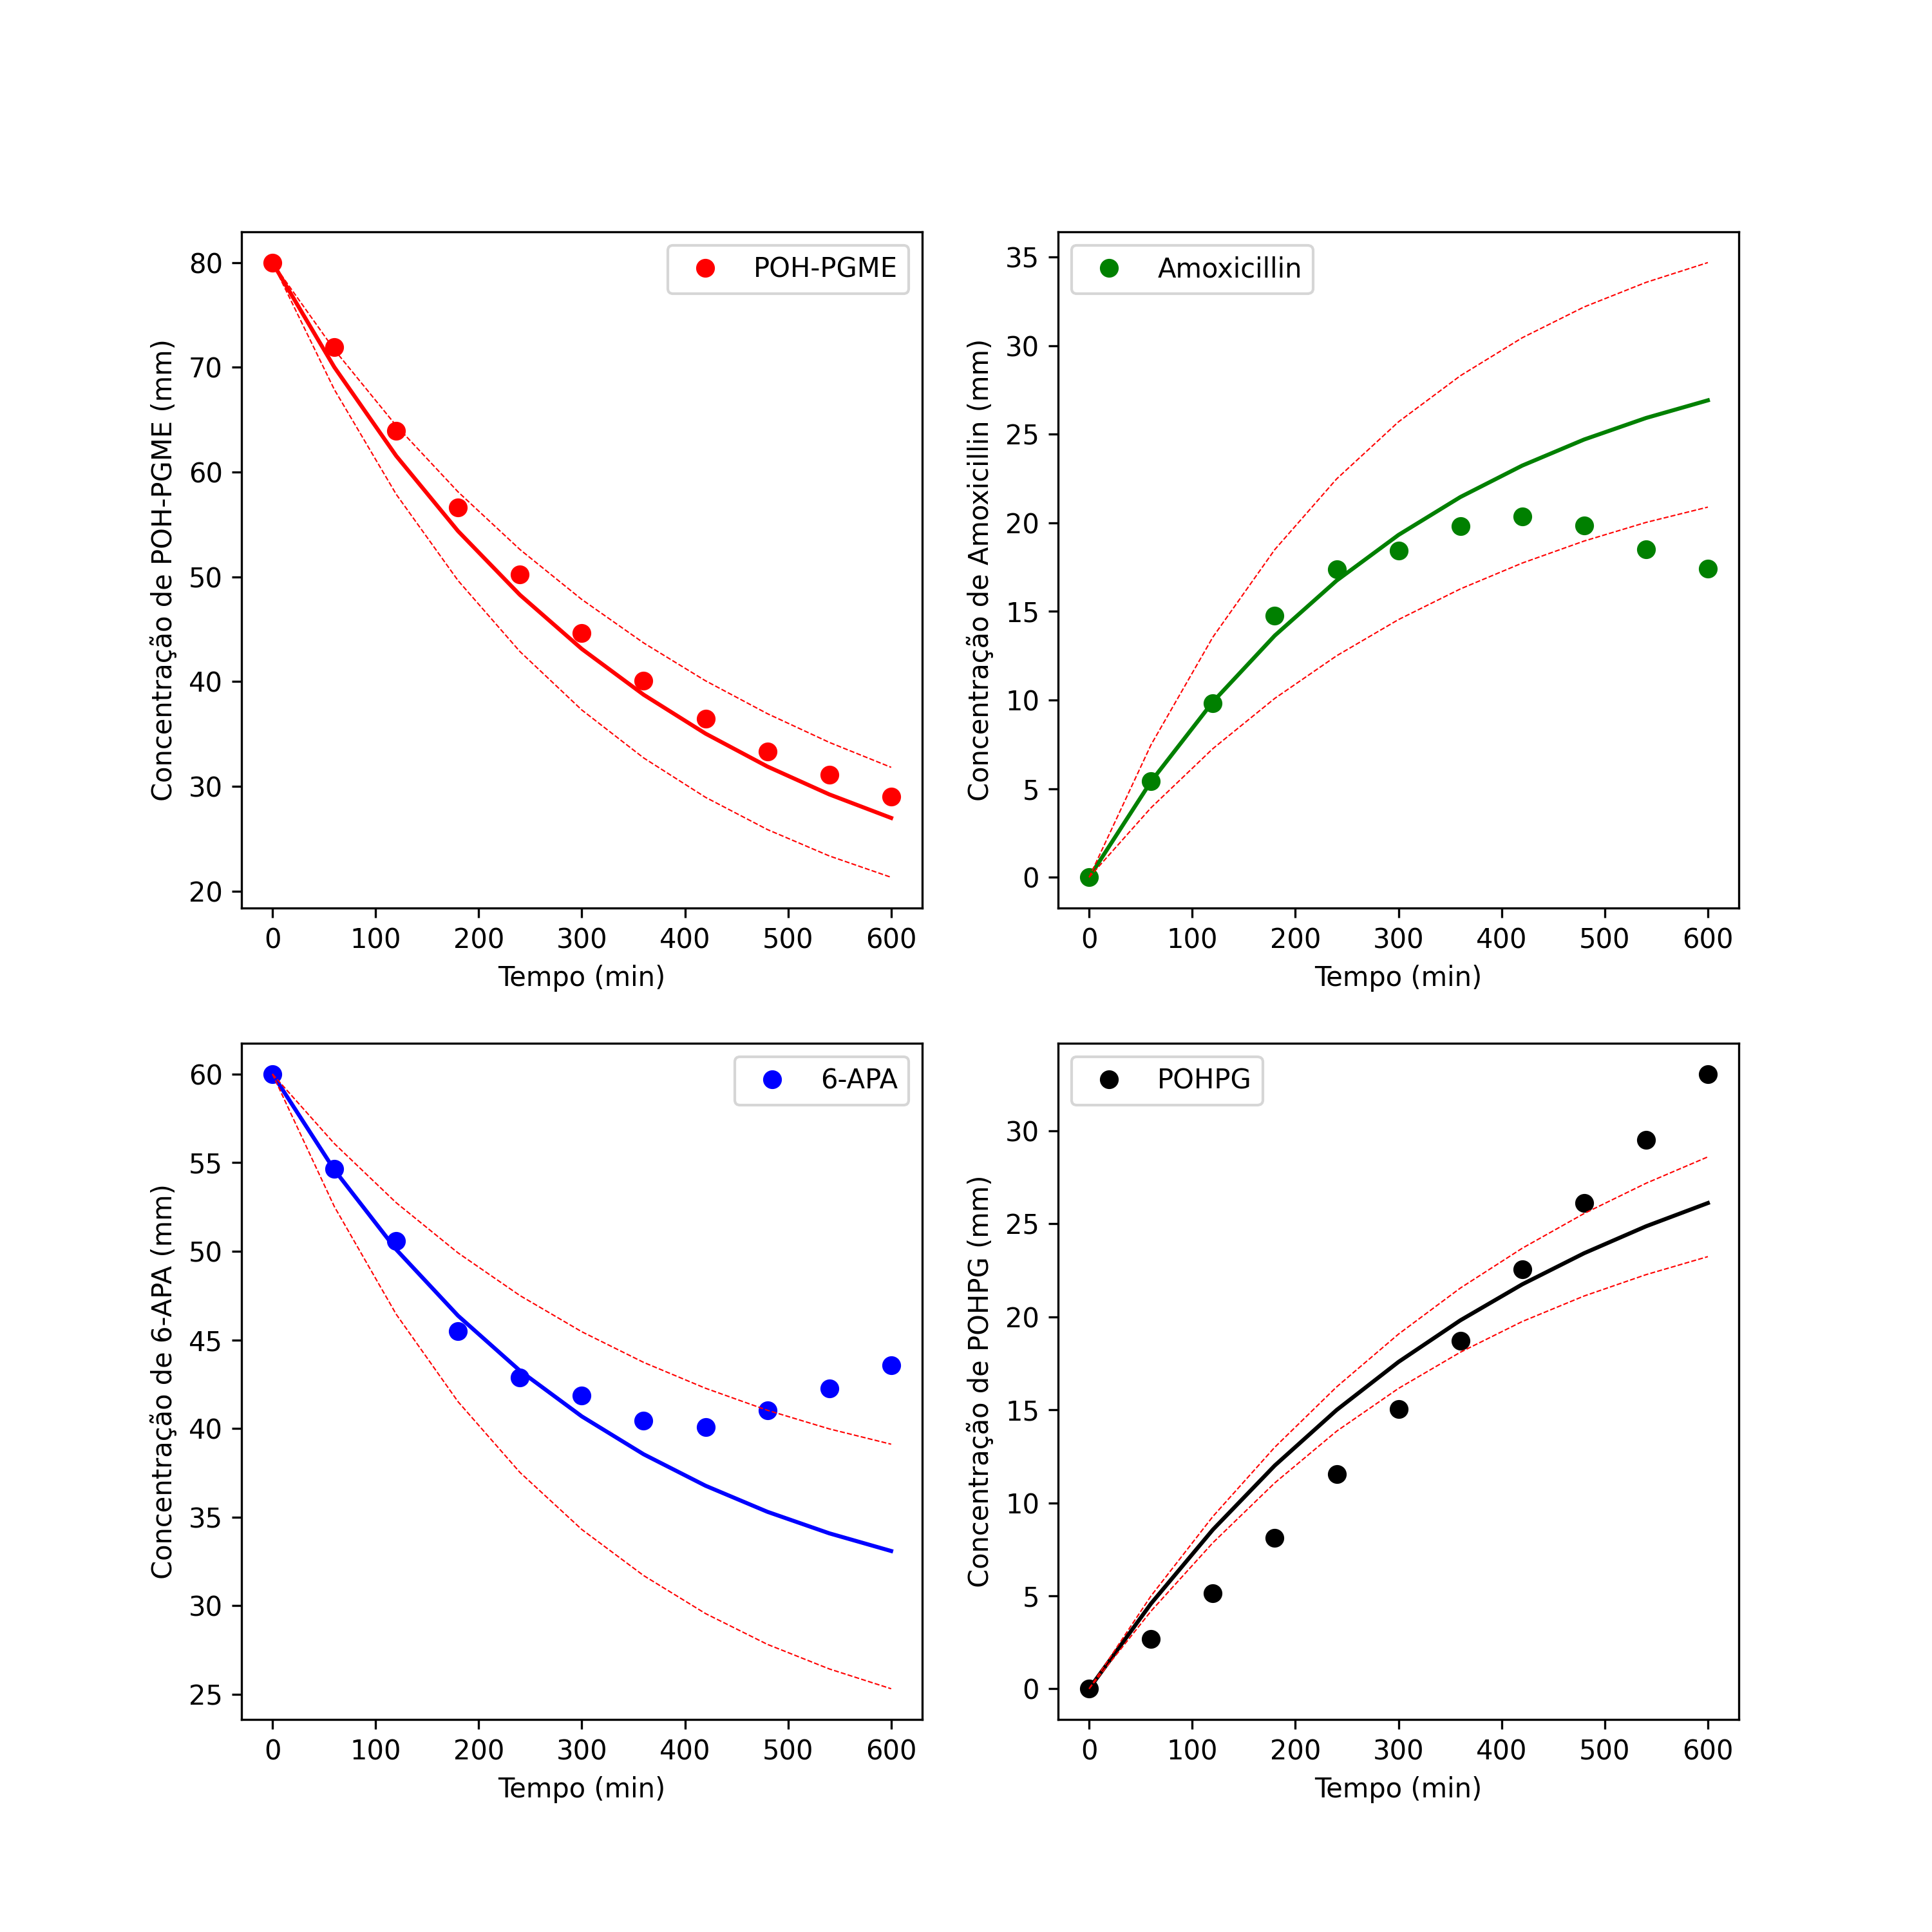 POH-PGME
Concentração de POH-PGME (mm)
80
70
60
50
40
30
20
0 100 200 300 400 500 600
Tempo (min)
Amoxicillin
Concentração de Amoxicillin (mm)
35
30
25
20
15
10
5
0
0 100 200 300 400 500 600
Tempo (min)
6-APA
Concentração de 6-APA (mm)
60
55
50
45
40
35
30
25
0 100 200 300 400 500 600
Tempo (min)
POHPG
Concentração de POHPG (mm)
30
25
20
15
10
5
0
0 100 200 300 400 500 600
Tempo (min)